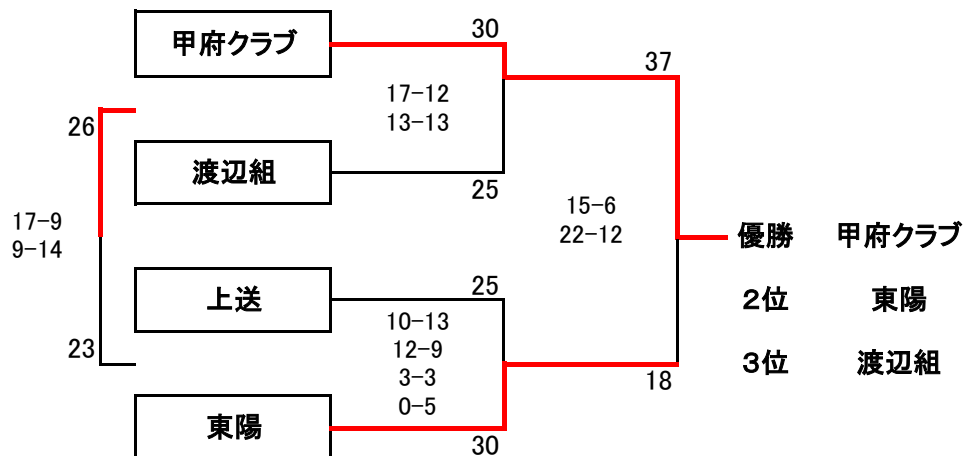 30
甲府クラブ
37
17-12
13-13
26
渡辺組
25
15-6
22-12
17-9
9-14
優勝 甲府クラブ
上送
25
2位 東陽
10-13
12-9
3-3
0-5
23
3位 渡辺組
18
東陽
30